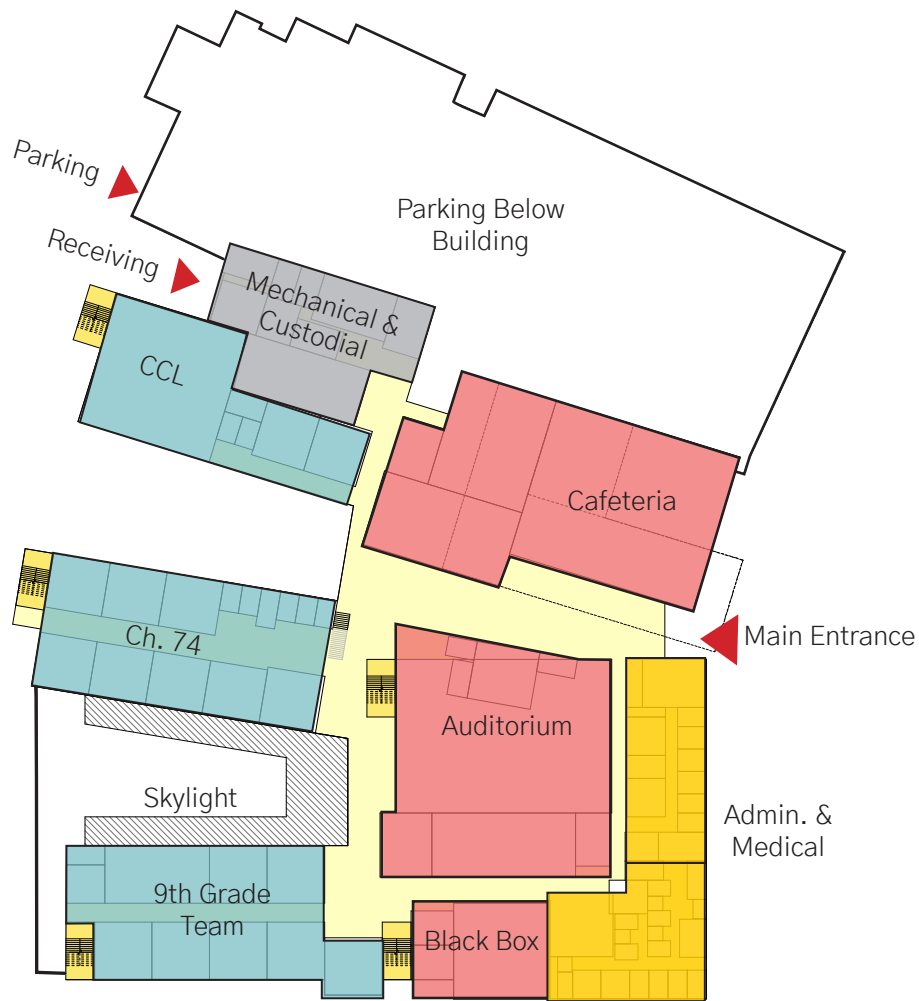 Parking
Parking Below
Building
Receiving
Mechanical &
Custodial
CCL
Cafeteria
Main Entrance
Ch. 74
Auditorium
Skylight
Admin. &
Medical
9th Grade
Team
Black Box